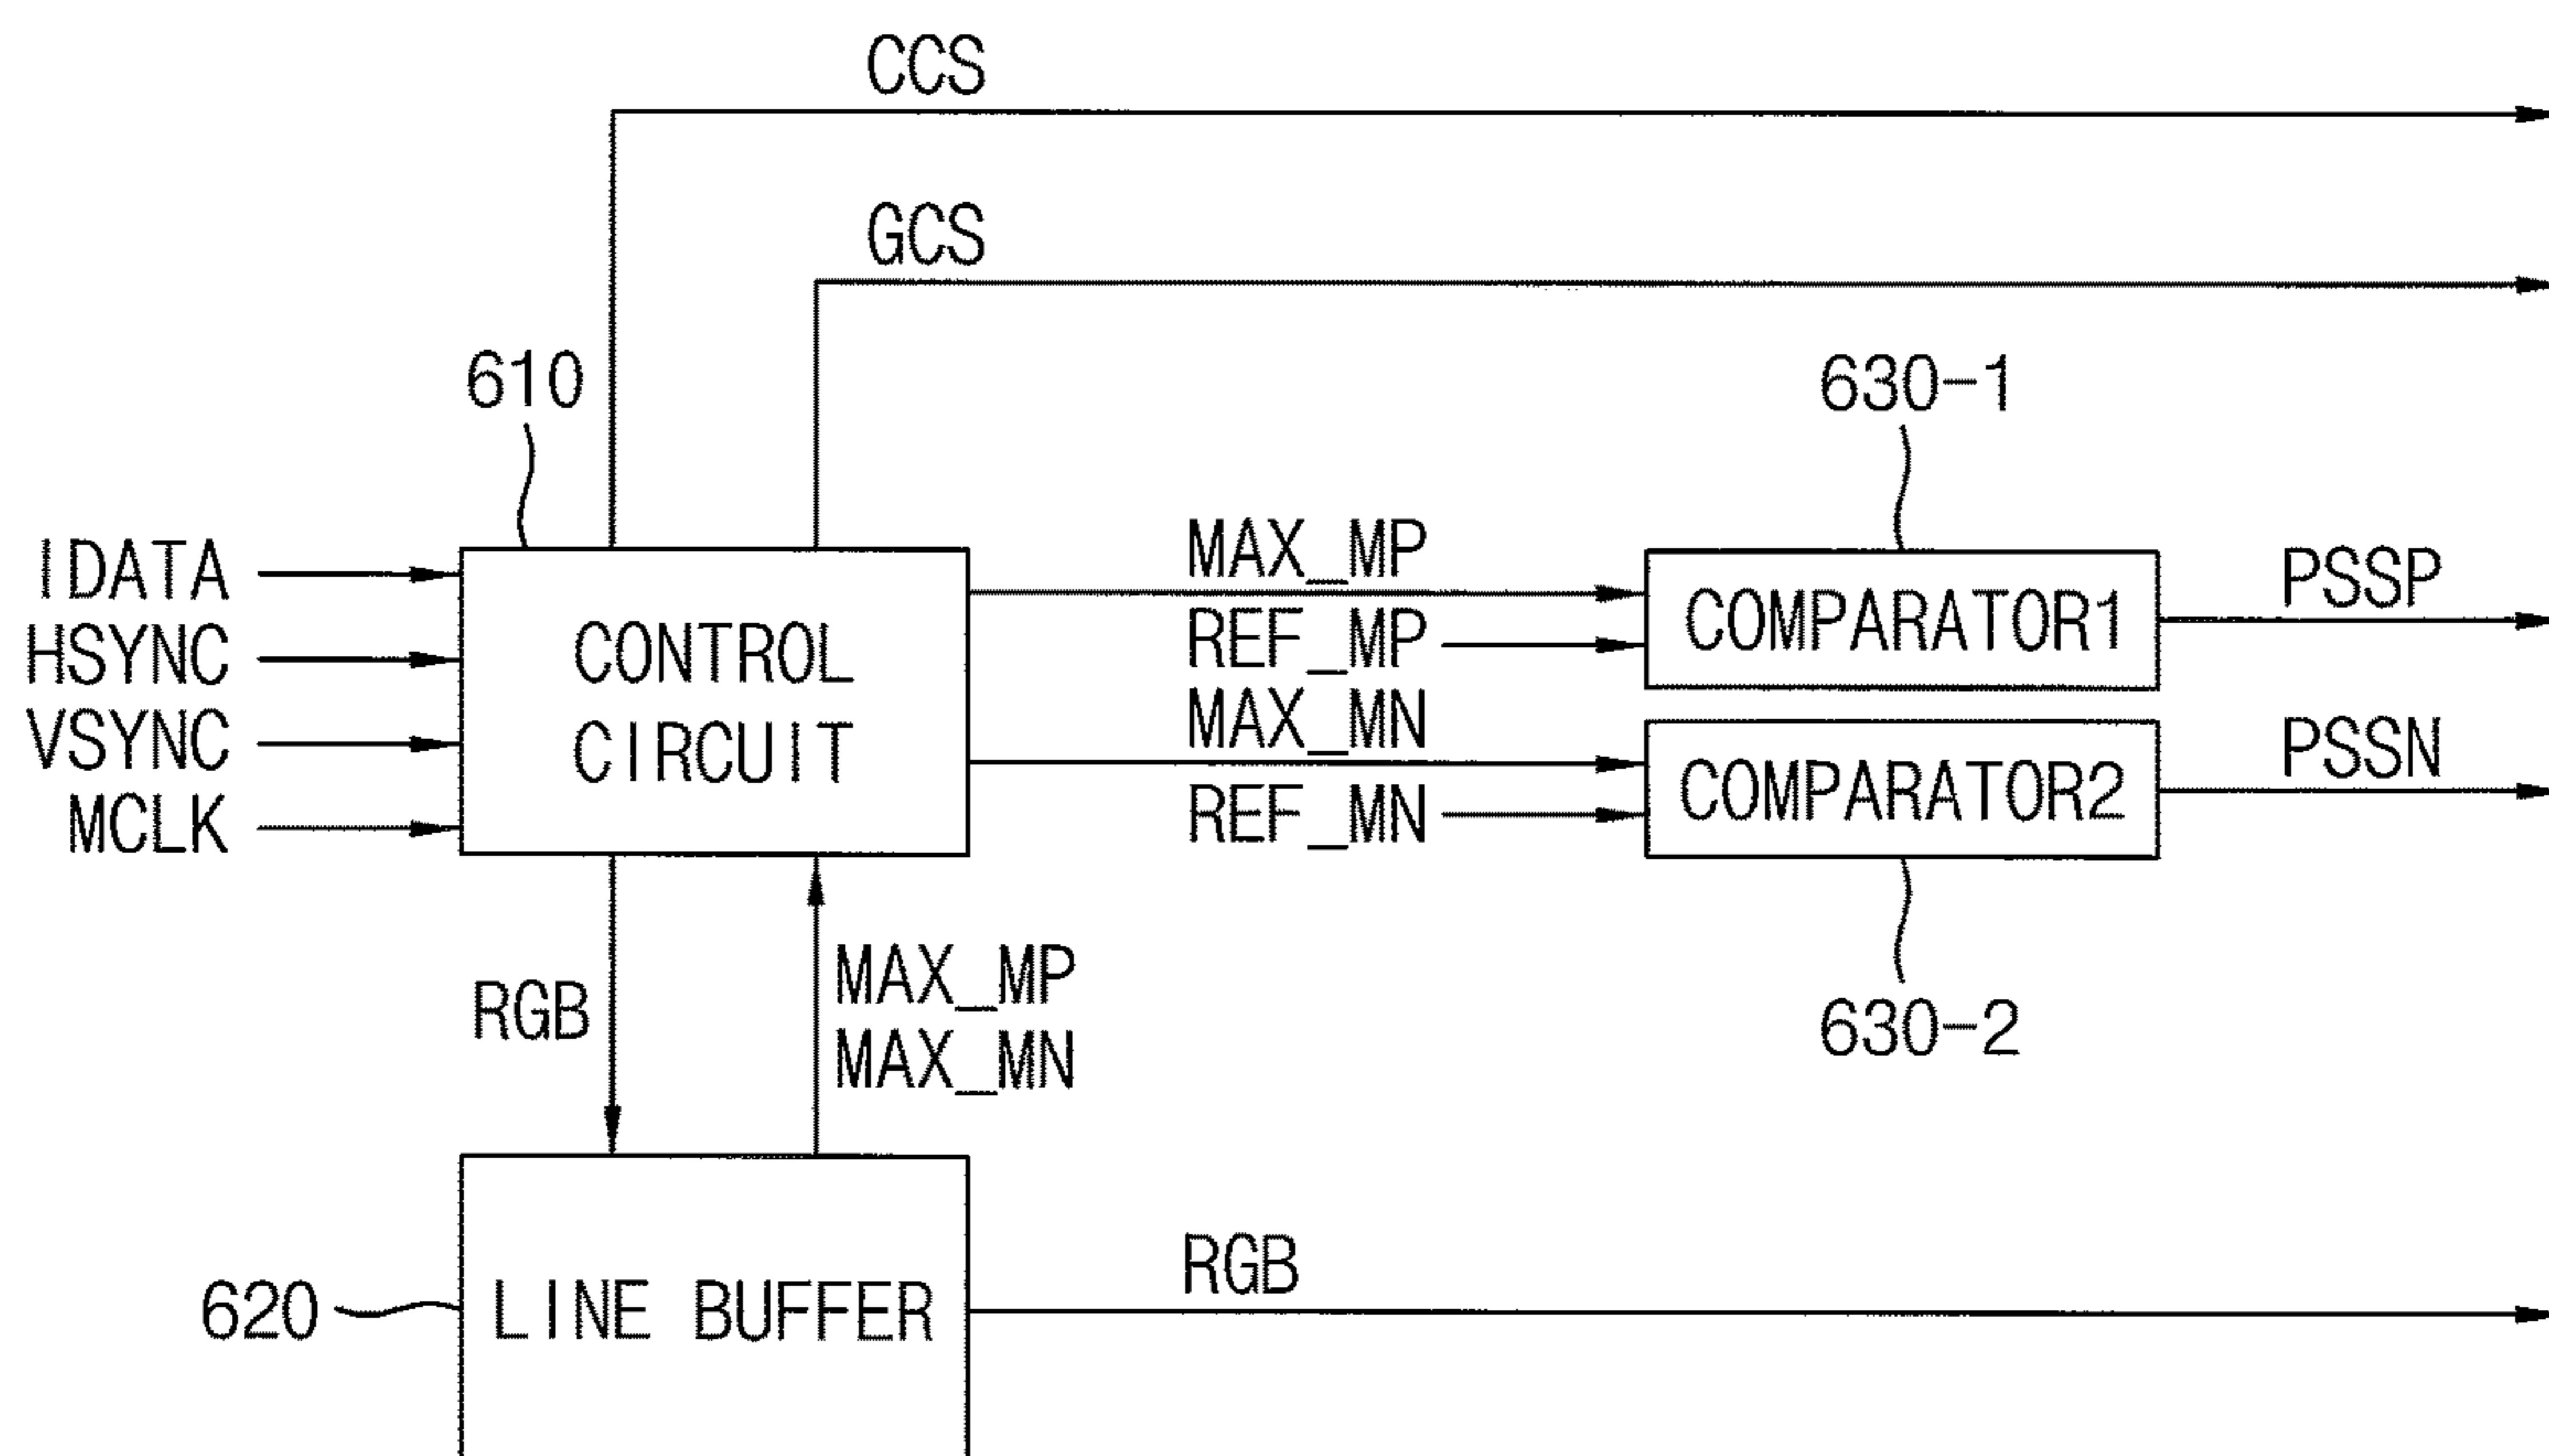 CCS
GCS
610
630-1
IDATA
HSYNC
VSYNC
MCLK
CONTROL
CIRCUIT
MAX_MP
REF_MP
MAX_MN
REF_MN
COMPARATOR1
COMPARATOR2
PSSP
PSSN
RGB
MAX_MP
MAX_MN
630-2
620
LINE BUFFER
RGB